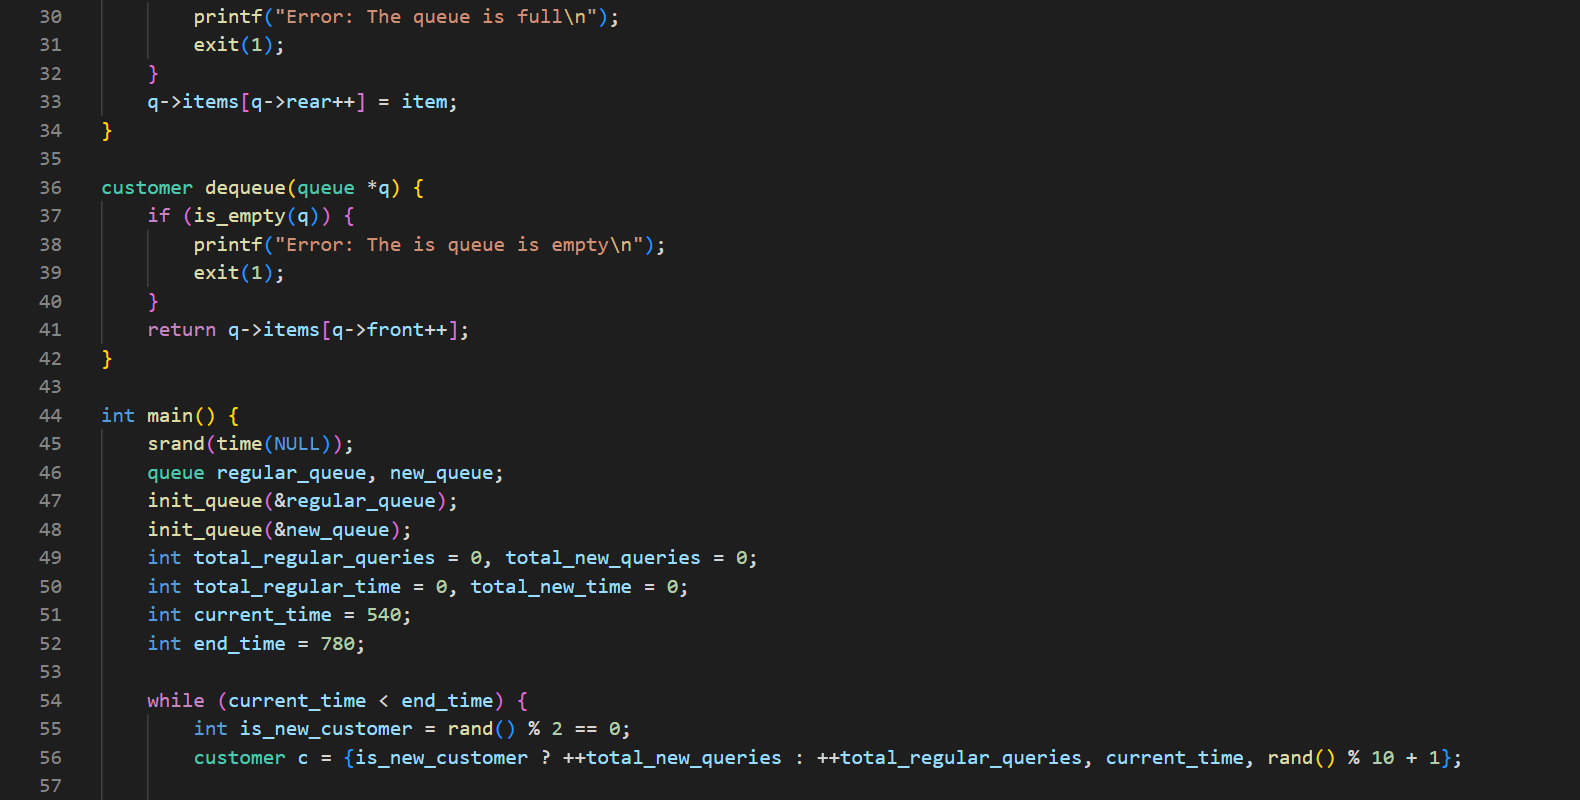 30 printf("Error: The queue is full\n");
31 exit(1);
32 }
33 q->items[q->rear++] = item;
34 }
35
36 customer dequeue(queue *q) {
37 if (is_empty(q)) {
38 printf("Error: The is queue is empty\n");
39 exit(1);
40 }
41 return q->items[q->front++];
42 }
43
44 int main() {
45 srand(time(NULL));
46 queue regular_queue, new_queue;
47 init_queue(&regular_queue);
48 init_queue(&new_queue);
49 int total_regular_queries = 0, total_new_queries = 0;
50 int total_regular_time = 0, total_new_time = 0;
51 int current_time = 540;
52 int end_time = 780;
53
54 while (current_time < end_time) {
55 int is_new_customer = rand() % 2 == 0;
56 customer c = {is_new_customer ? ++total_new_queries : ++total_regular_queries, current_time, rand() % 10 + 1};
57